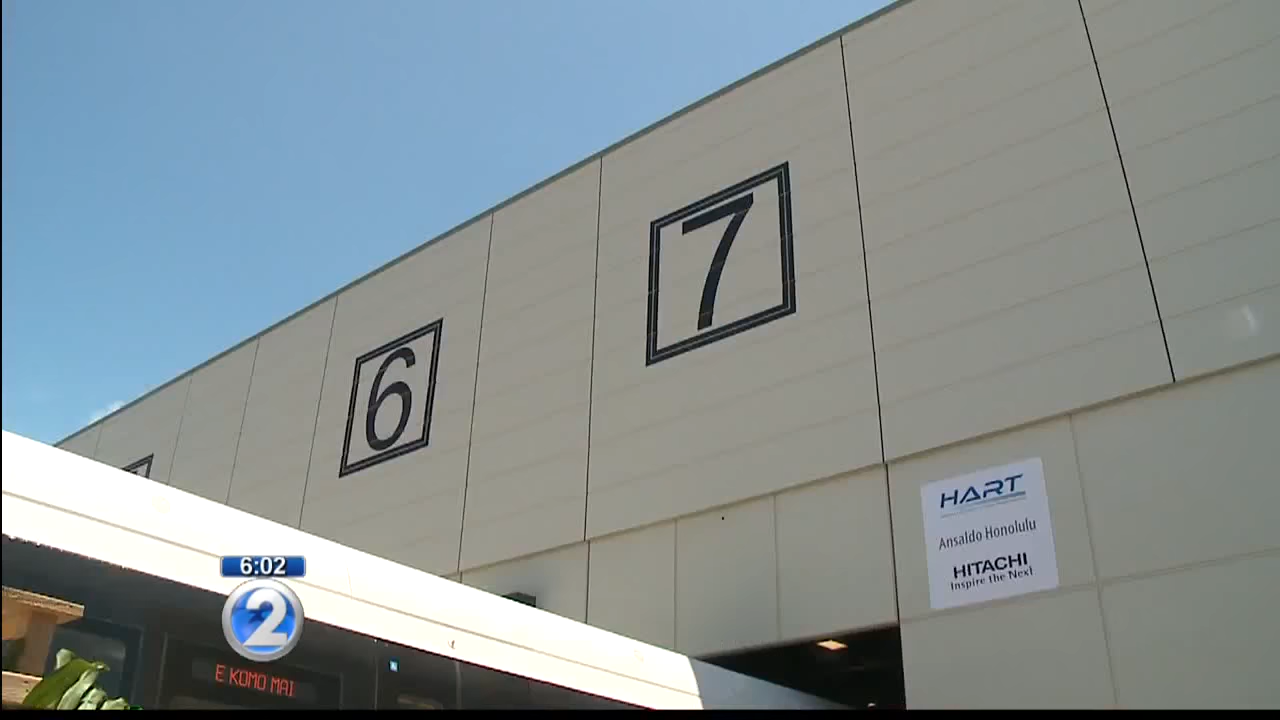 7
6
HART
Ansaldo Honolulu
HITACHI
Inspire the Next
6:02
2
E KOMO MAI